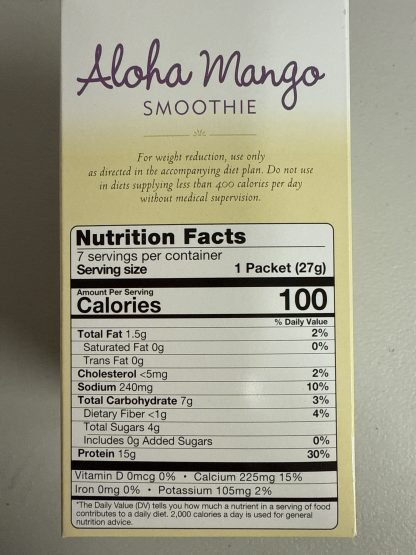 Aloha Mango
SMOOTHIE
For weight reduction, use only
as directed in the accompanying diet plan. Do not use
in diets supplying less than 400 calories per day
without medical supervision.
Nutrition Facts
7 servings per container
Serving size 1 Packet (27g)
Amount Per Serving
Calories 100
% Daily Value
Total Fat 1.5g 2%
Saturated Fat 0g 0%
Trans Fat 0g
Cholesterol <5mg 2%
Sodium 240mg 10%
Total Carbohydrate 7g 3%
Dietary Fiber <1g 4%
Total Sugars 4g
Includes 0g Added Sugars 0%
Protein 15g 30%
Vitamin D 0mcg 0% • Calcium 225mg 15%
Iron 0mg 0% • Potassium 105mg 2%
*The Daily Value (DV) tells you how much a nutrient in a serving of food
contributes to a daily diet. 2,000 calories a day is used for general
nutrition advice.